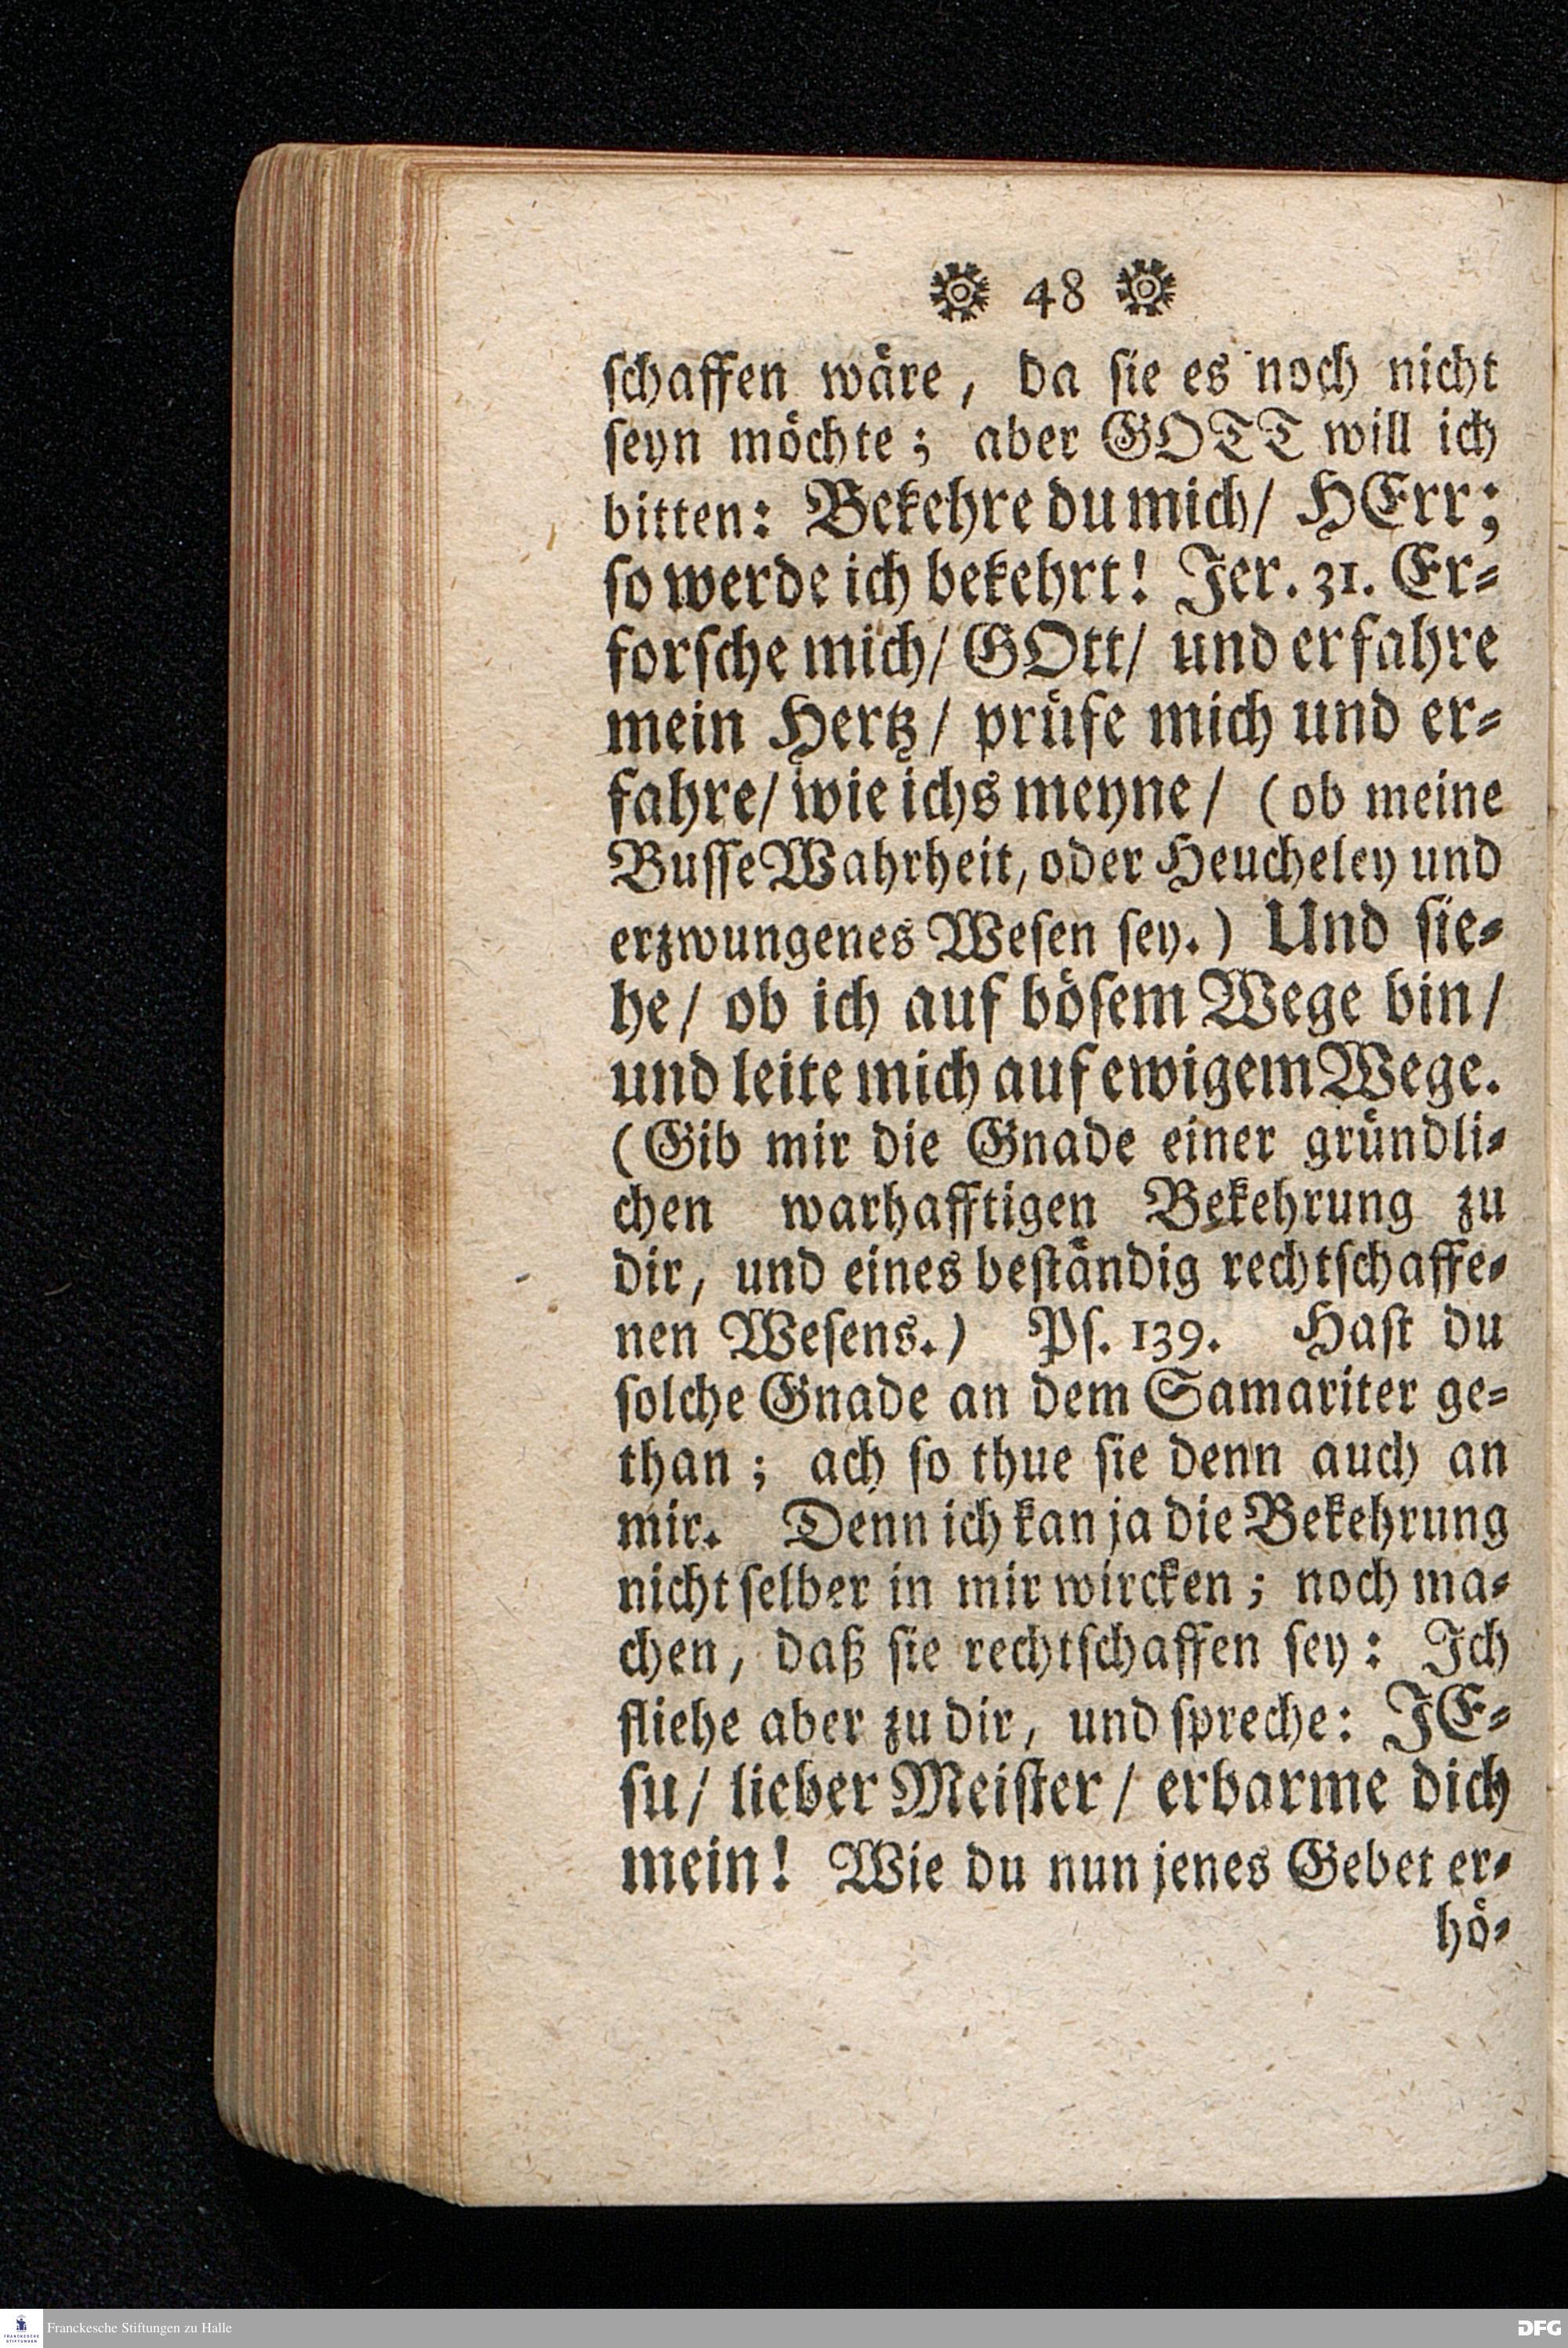 48
ſchaffen wäre, da ſie es noch nicht
ſeyn möchte; aber GOTT will ich
bitten: Bekehre du mich/ HErr;
ſo werde ich bekehrt! Jer. 31. Er-
forſche mich/ GOtt/ und erfahre
mein Hertz/ prüfe mich und er-
fahre/ wie ichs meyne/ (ob meine
Buſſe Wahrheit, oder Heucheley und
erzwungenes Weſen ſey.) Und ſie-
he/ ob ich auf böſem Wege bin/
und leite mich auf ewigem Wege.
(Gib mir die Gnade einer gründli-
chen warhafftigen Bekehrung zu
dir, und eines beſtändig rechtſchaffe-
nen Weſens.) Pſ. 139. Haſt du
ſolche Gnade an dem Samariter ge-
than; ach ſo thue ſie denn auch an
mir. Denn ich kan ja die Bekehrung
nicht ſelber in mir wircken; noch ma-
chen, daß ſie rechtſchaffen ſey: Ich
fliehe aber zu dir, und ſpreche: JE-
ſu/ lieber Meiſter/ erbarme dich
mein! Wie du nun jenes Gebet er-
hö-
FRANCKESCHE STIFTUNGEN
Franckesche Stiftungen zu Halle
DFG